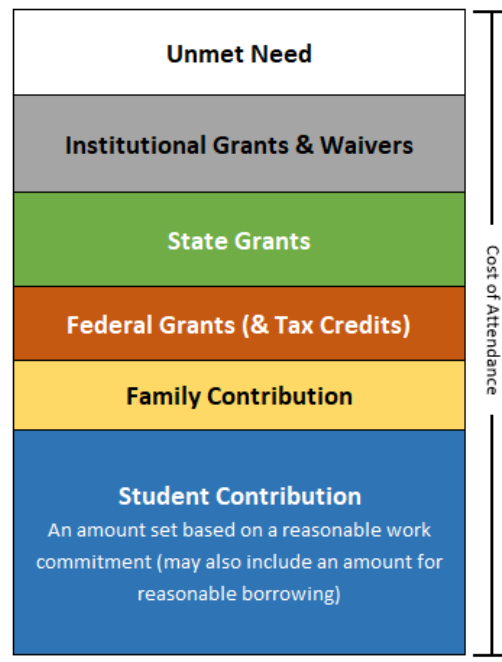 Unmet Need
Institutional Grants & Waivers
State Grants
Federal Grants (& Tax Credits)
Family Contribution
Student Contribution
An amount set based on a reasonable work
commitment (may also include an amount for
reasonable borrowing)
Cost of Attendance